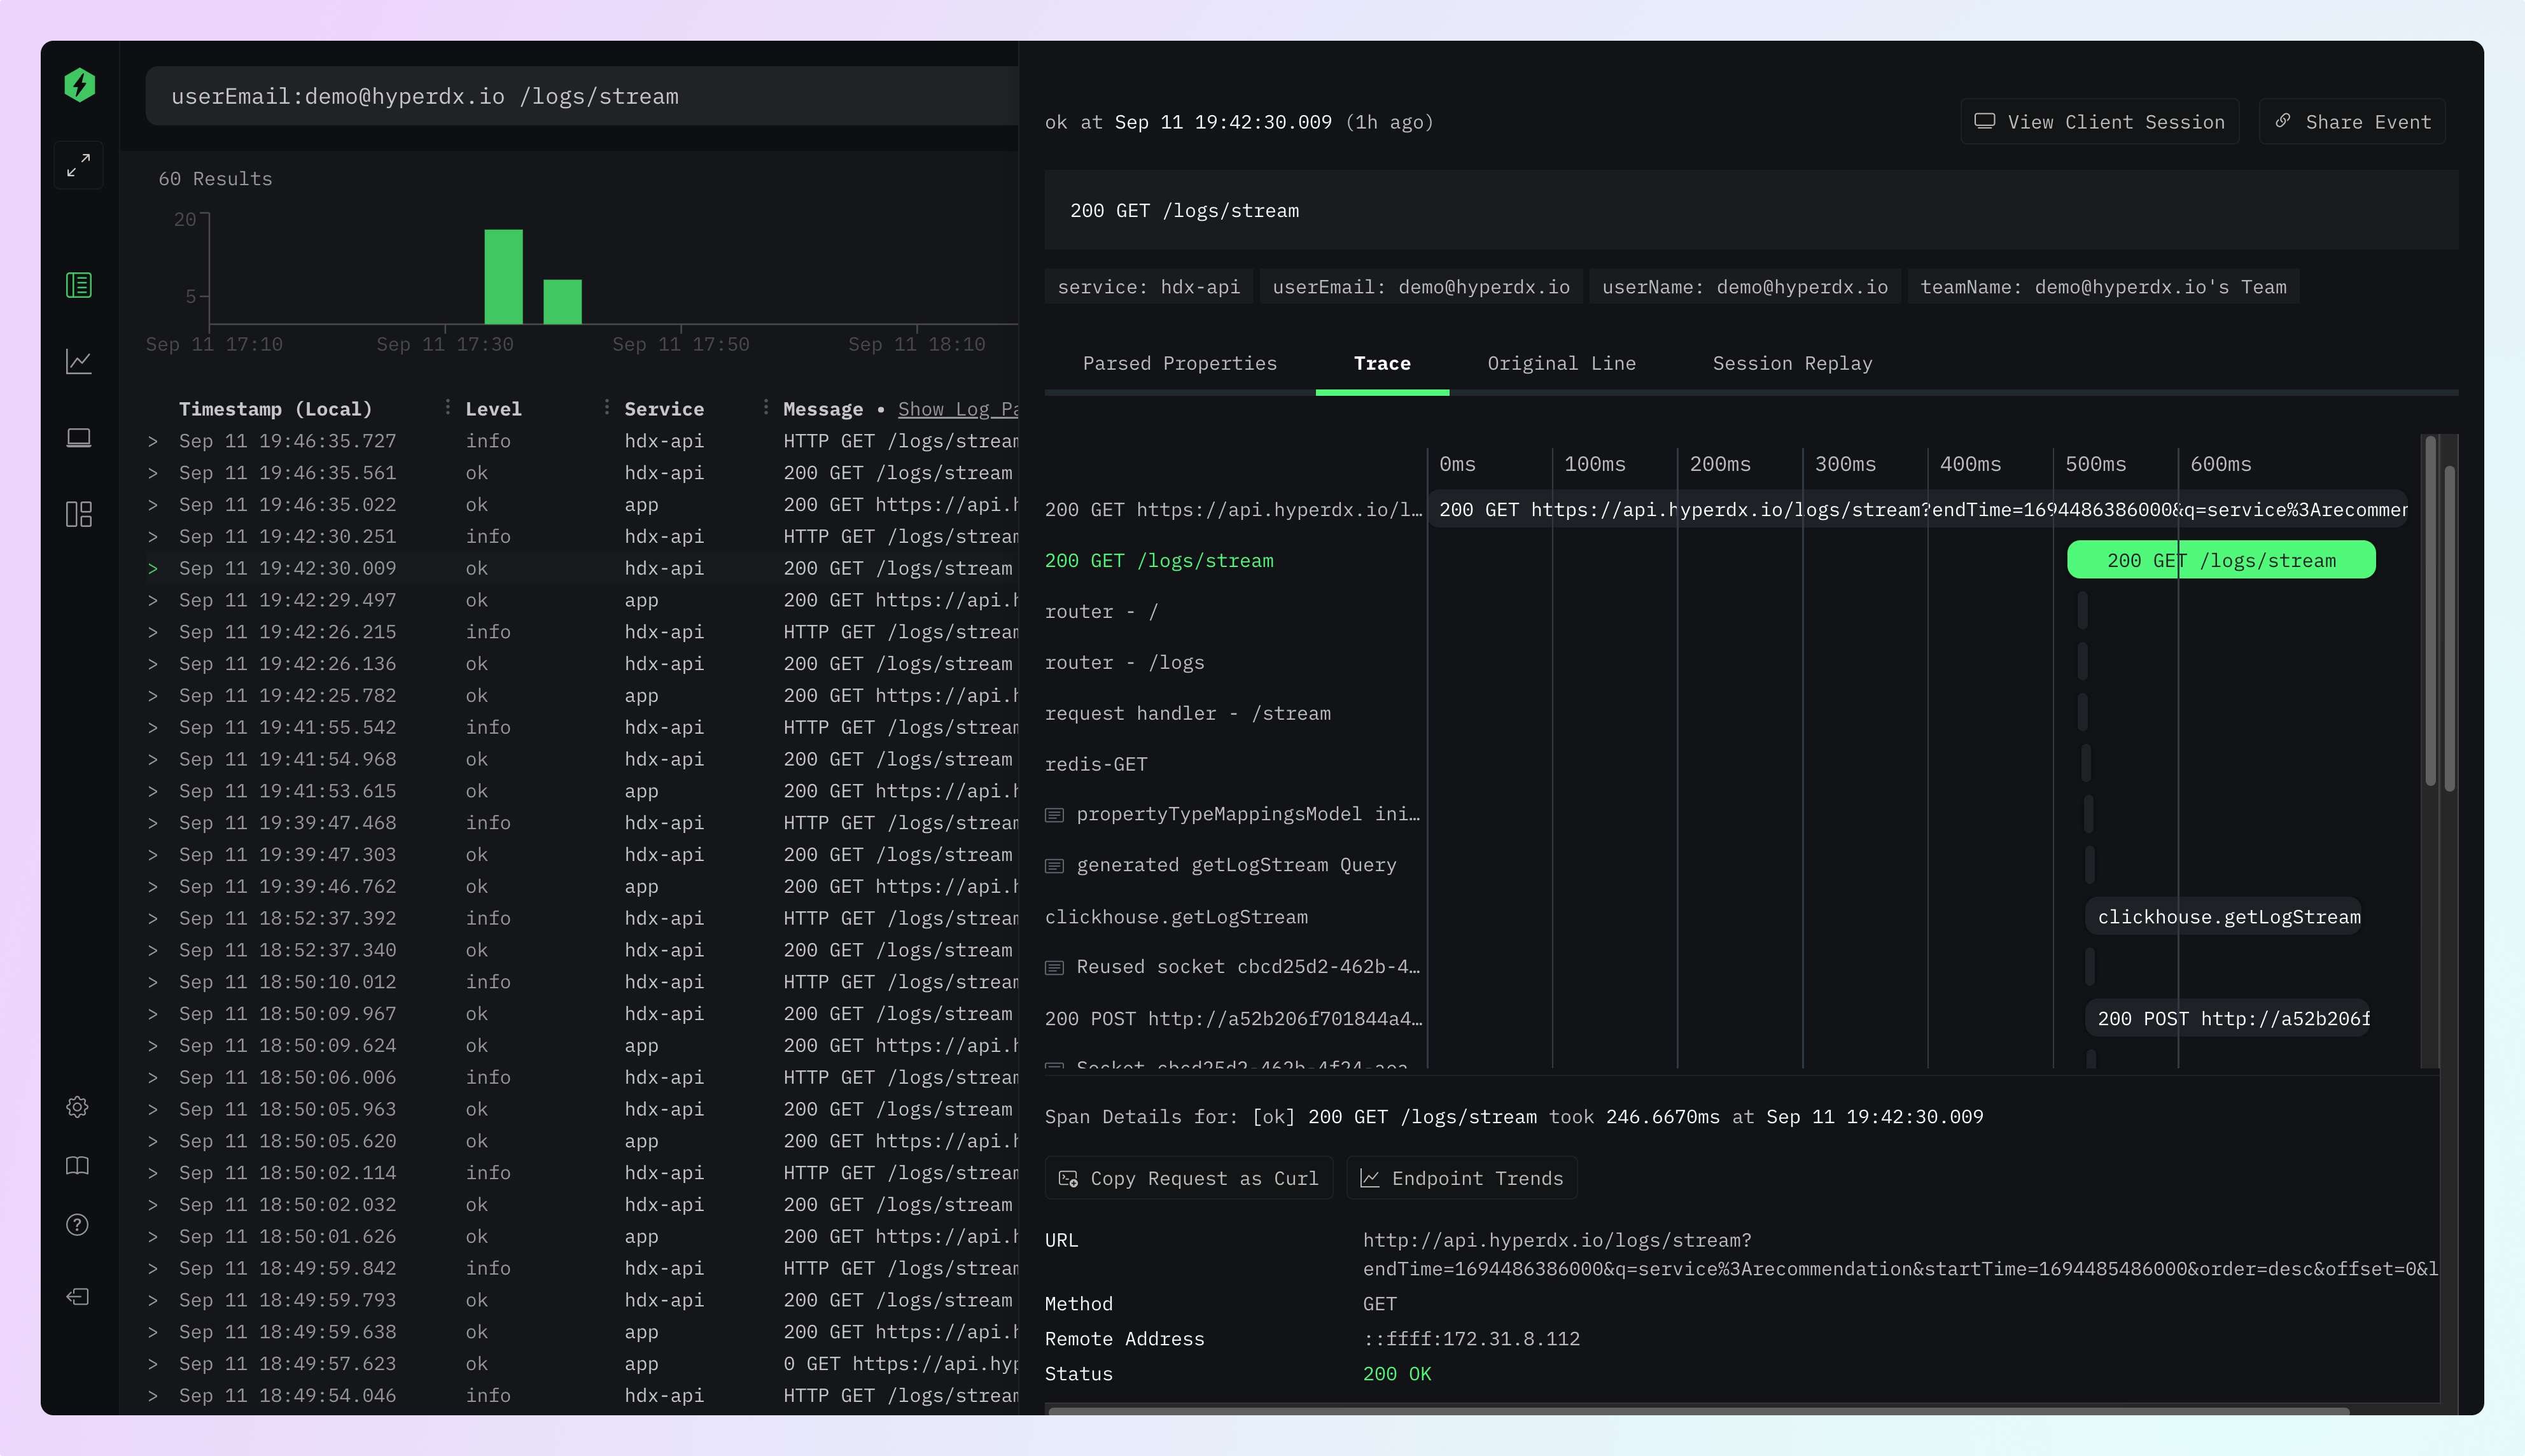 userEmail:demo@hyperdx.io /logs/stream
60 Results
20
5
Sep 11 17:10 Sep 11 17:30 Sep 11 17:50 Sep 11 18:10
Timestamp (Local) Level Service Message • Show Log Pa
> Sep 11 19:46:35.727 info hdx-api HTTP GET /logs/stream
> Sep 11 19:46:35.561 ok hdx-api 200 GET /logs/stream
> Sep 11 19:46:35.022 ok app 200 GET https://api.h
> Sep 11 19:42:30.251 info hdx-api HTTP GET /logs/stream
> Sep 11 19:42:30.009 ok hdx-api 200 GET /logs/stream
> Sep 11 19:42:29.497 ok app 200 GET https://api.h
> Sep 11 19:42:26.215 info hdx-api HTTP GET /logs/stream
> Sep 11 19:42:26.136 ok hdx-api 200 GET /logs/stream
> Sep 11 19:42:25.782 ok app 200 GET https://api.h
> Sep 11 19:41:55.542 info hdx-api HTTP GET /logs/stream
> Sep 11 19:41:54.968 ok hdx-api 200 GET /logs/stream
> Sep 11 19:41:53.615 ok app 200 GET https://api.h
> Sep 11 19:39:47.468 info hdx-api HTTP GET /logs/stream
> Sep 11 19:39:47.303 ok hdx-api 200 GET /logs/stream
> Sep 11 19:39:46.762 ok app 200 GET https://api.h
> Sep 11 18:52:37.392 info hdx-api HTTP GET /logs/stream
> Sep 11 18:52:37.340 ok hdx-api 200 GET /logs/stream
> Sep 11 18:50:10.012 info hdx-api HTTP GET /logs/stream
> Sep 11 18:50:09.967 ok hdx-api 200 GET /logs/stream
> Sep 11 18:50:09.624 ok app 200 GET https://api.h
> Sep 11 18:50:06.006 info hdx-api HTTP GET /logs/stream
> Sep 11 18:50:05.963 ok hdx-api 200 GET /logs/stream
> Sep 11 18:50:05.620 ok app 200 GET https://api.h
> Sep 11 18:50:02.114 info hdx-api HTTP GET /logs/stream
> Sep 11 18:50:02.032 ok hdx-api 200 GET /logs/stream
> Sep 11 18:50:01.626 ok app 200 GET https://api.h
> Sep 11 18:49:59.842 info hdx-api HTTP GET /logs/stream
> Sep 11 18:49:59.793 ok hdx-api 200 GET /logs/stream
> Sep 11 18:49:59.638 ok app 200 GET https://api.h
> Sep 11 18:49:57.623 ok app 0 GET https://api.hyp
> Sep 11 18:49:54.046 info hdx-api HTTP GET /logs/stream
ok at Sep 11 19:42:30.009 (1h ago) View Client Session Share Event
200 GET /logs/stream
service: hdx-api userEmail: demo@hyperdx.io userName: demo@hyperdx.io teamName: demo@hyperdx.io's Team
Parsed Properties Trace Original Line Session Replay
0ms 100ms 200ms 300ms 400ms 500ms 600ms
200 GET https://api.hyperdx.io/l… 200 GET https://api.hyperdx.io/logs/stream?endTime=1694486386000&q=service%3Arecommer
200 GET /logs/stream 200 GET /logs/stream
router - /
router - /logs
request handler - /stream
redis-GET
propertyTypeMappingsModel ini…
generated getLogStream Query
clickhouse.getLogStream clickhouse.getLogStream
Reused socket cbcd25d2-462b-4…
200 POST http://a52b206f701844a4… 200 POST http://a52b206f
Socket cbcd25d2-462b-4f24-aea
Span Details for: [ok] 200 GET /logs/stream took 246.6670ms at Sep 11 19:42:30.009
Copy Request as Curl Endpoint Trends
URL http://api.hyperdx.io/logs/stream?
endTime=1694486386000&q=service%3Arecommendation&startTime=1694485486000&order=desc&offset=0&l
Method GET
Remote Address ::ffff:172.31.8.112
Status 200 OK